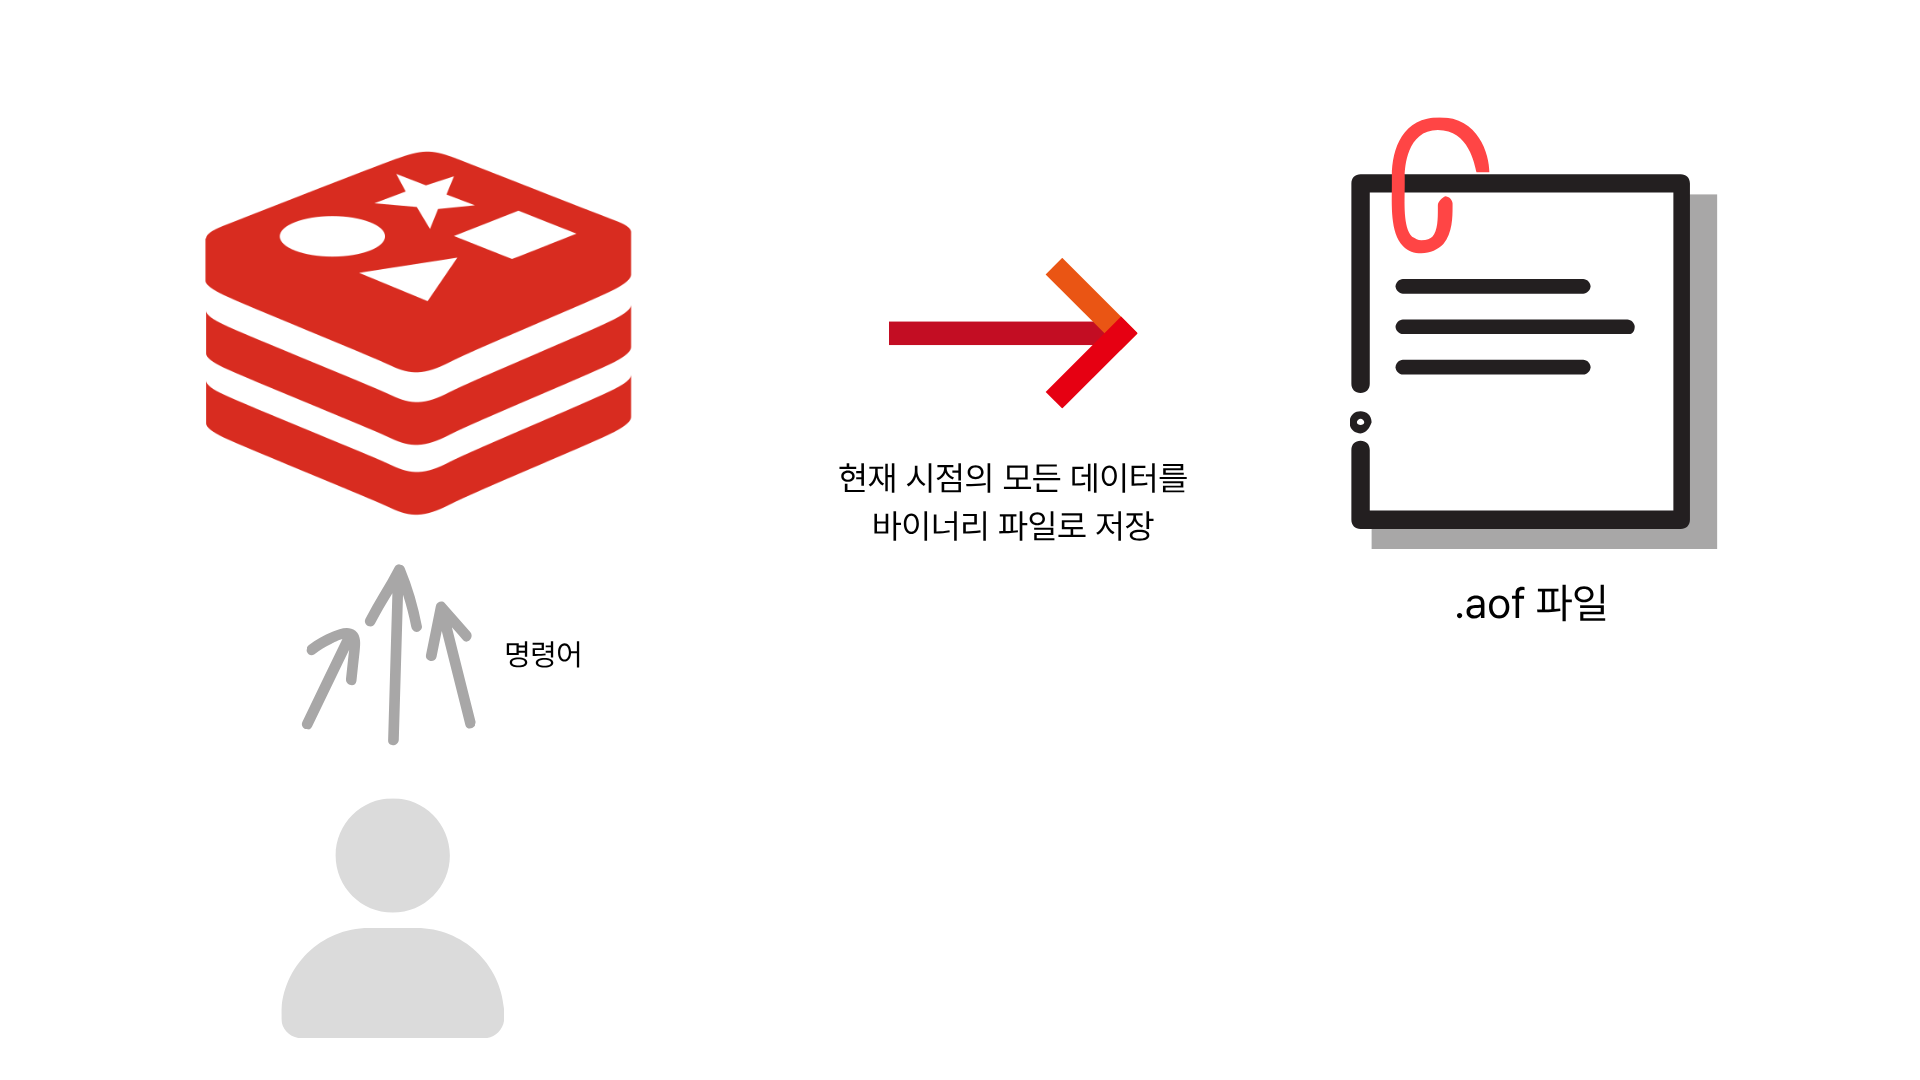 현재 시점의 모든 데이터를
바이너리 파일로 저장
.aof 파일
명령어